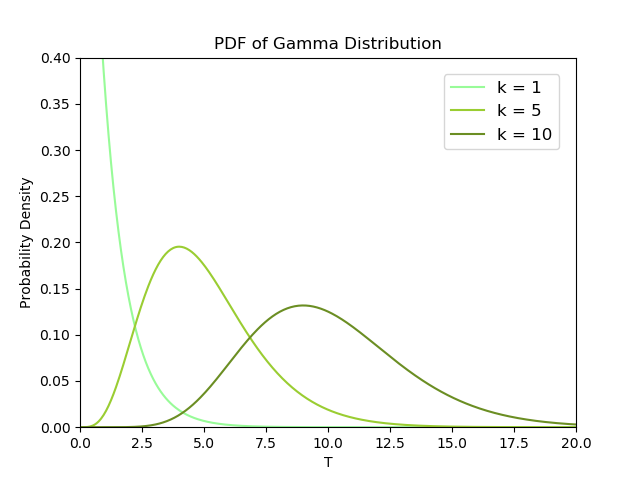 PDF of Gamma Distribution
k = 1
k = 5
k = 10
0.40
0.35
0.30
0.25
0.20
0.15
0.10
0.05
0.00
Probability Density
0.0 2.5 5.0 7.5 10.0 12.5 15.0 17.5 20.0
T